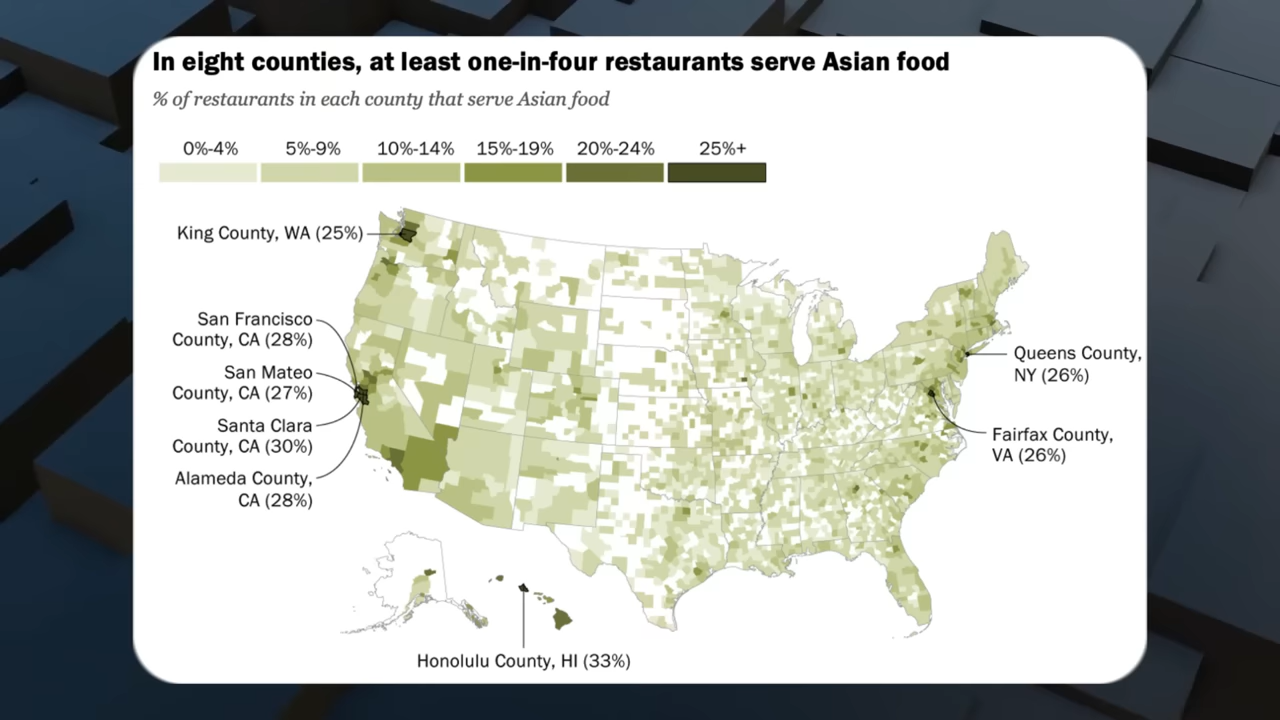 In eight counties, at least one-in-four restaurants serve Asian food
% of restaurants in each county that serve Asian food
0%-4% 5%-9% 10%-14% 15%-19% 20%-24% 25%+
King County, WA (25%)
San Francisco
County, CA (28%)
San Mateo
County, CA (27%)
Santa Clara
County, CA (30%)
Alameda County,
CA (28%)
Queens County,
NY (26%)
Fairfax County,
VA (26%)
Honolulu County, HI (33%)